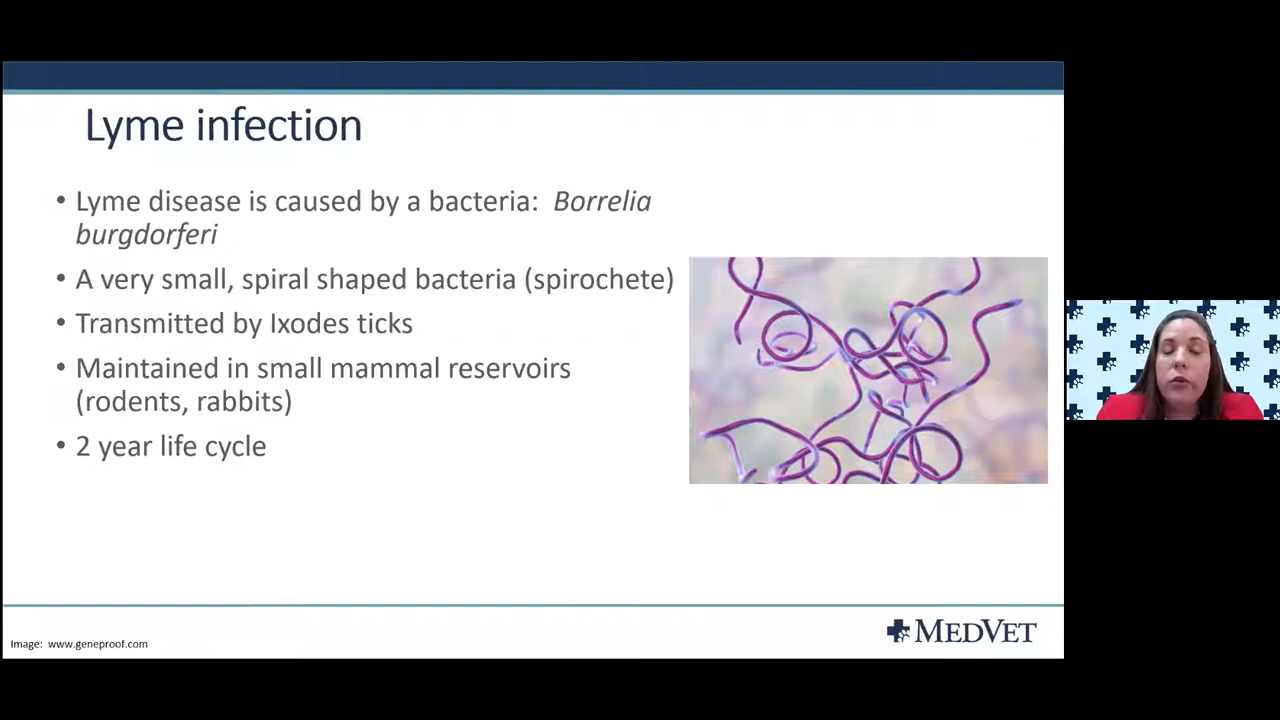 Lyme infection
• Lyme disease is caused by a bacteria:  Borrelia
burgdorferi
• A very small, spiral shaped bacteria (spirochete)
• Transmitted by Ixodes ticks
• Maintained in small mammal reservoirs
(rodents, rabbits)
• 2 year life cycle
Image:  www.geneproof.com
MEDVET